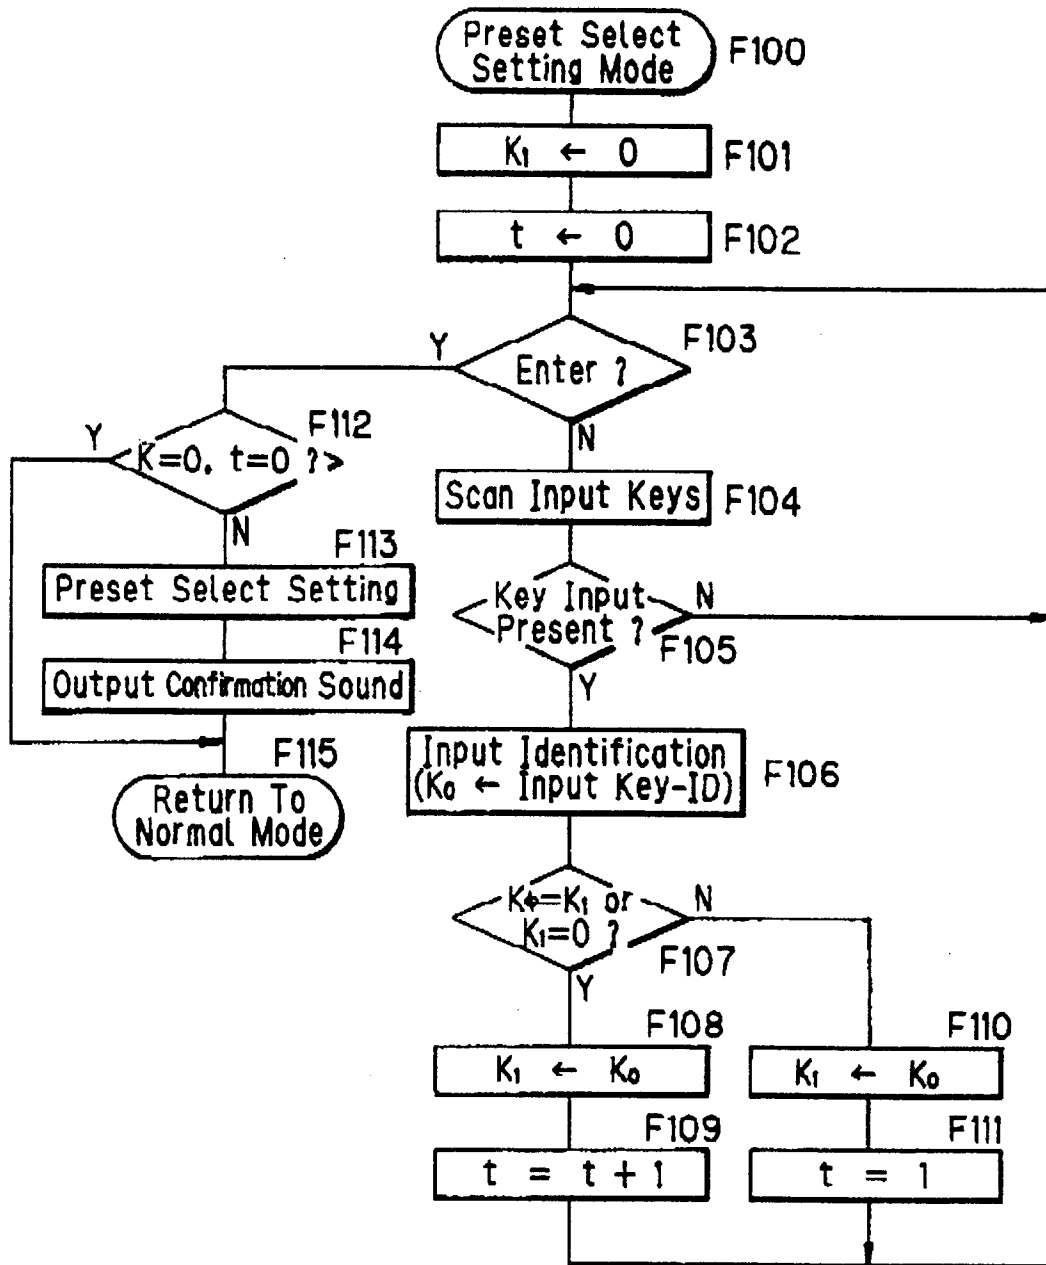 Preset Select
Setting Mode
F100
K₁ ← 0
F101
t ← 0
F102
F103
Y
Enter ?
N
F112
Y
K=0. t=0 ?
N
Scan Input Keys
F104
F113
Preset Select Setting
Key Input
Present ?
N
F105
Y
F114
Output Confirmation Sound
F115
Return To
Normal Mode
Input Identification
(K₀ ← Input Key-ID)
F106
=K₁ or
K₁=0 ?
N
F107
Y
F108
K₁ ← K₀
F110
K₁ ← K₀
F109
t = t + 1
F111
t = 1